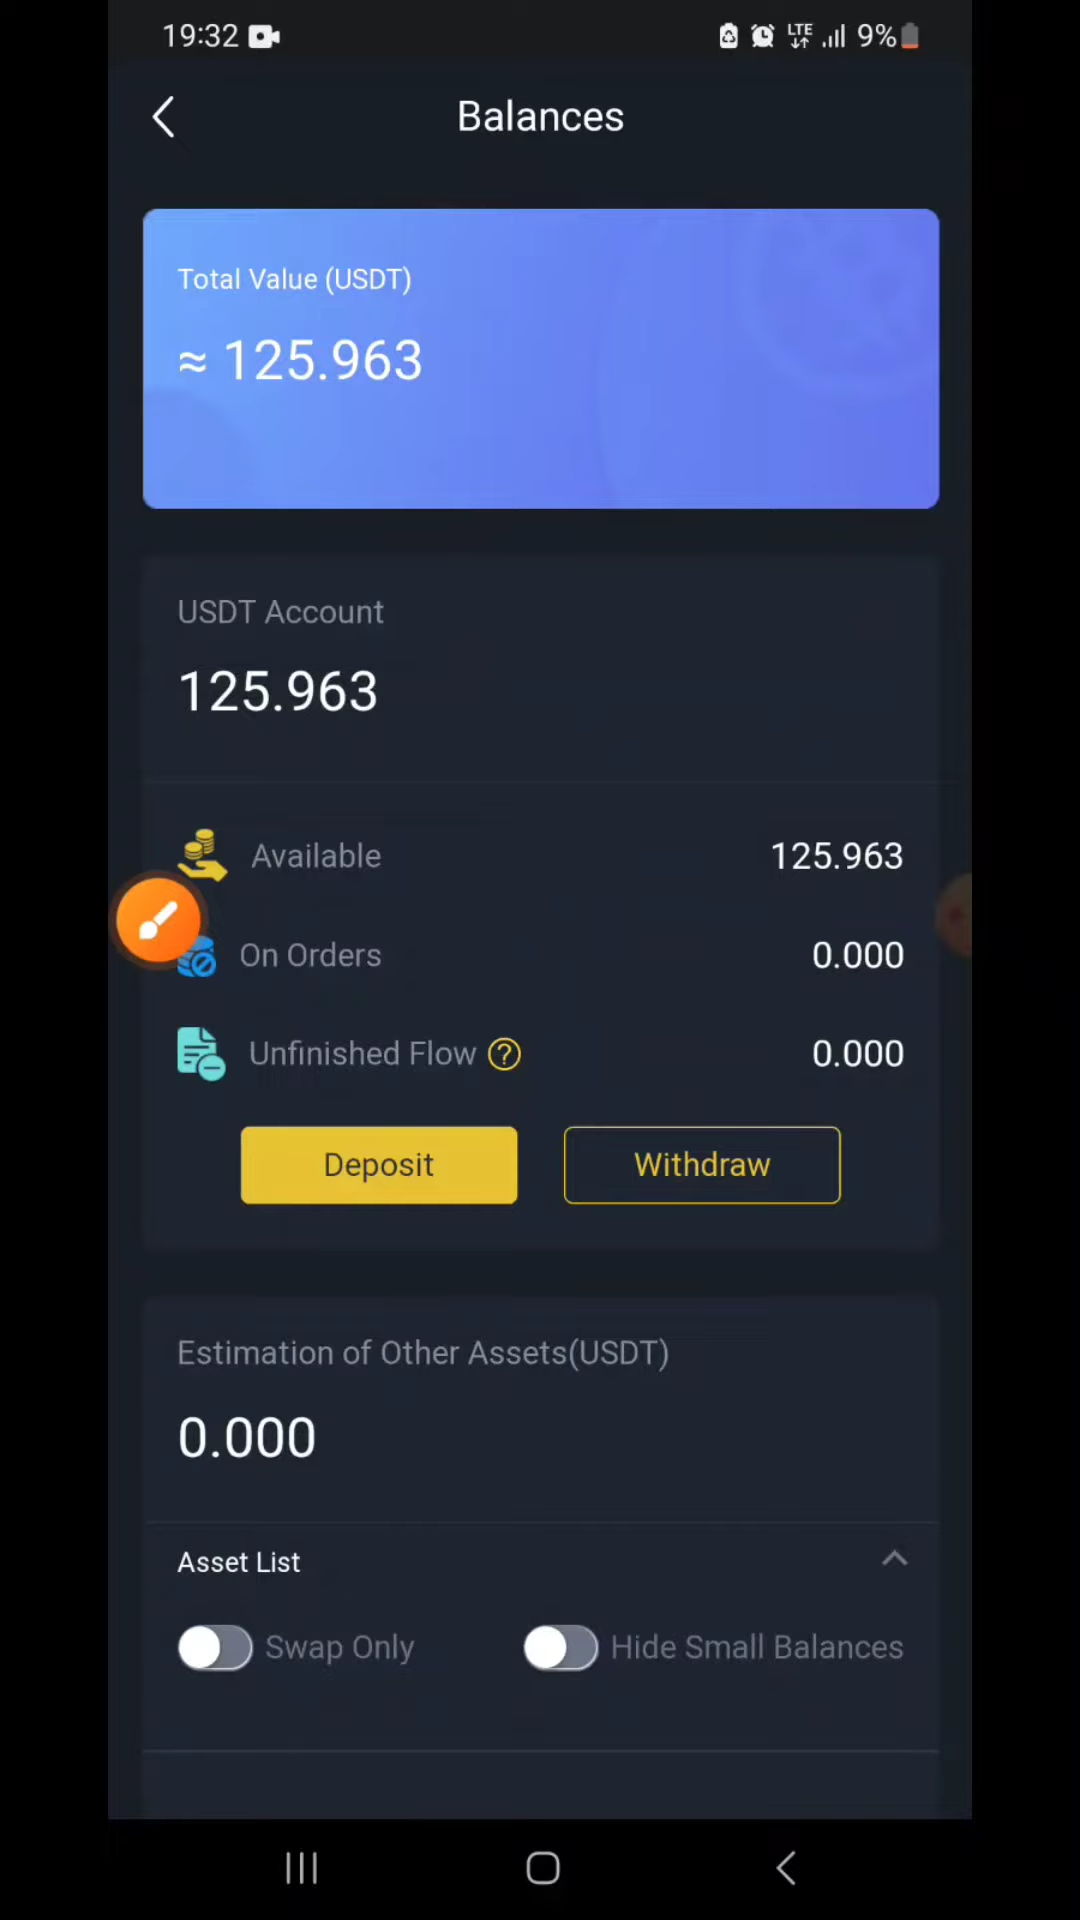 19:32 LTE 9%
Balances
Total Value (USDT)
≈ 125.963
USDT Account
125.963
Available 125.963
On Orders 0.000
Unfinished Flow ? 0.000
Deposit Withdraw
Estimation of Other Assets(USDT)
0.000
Asset List
Swap Only Hide Small Balances